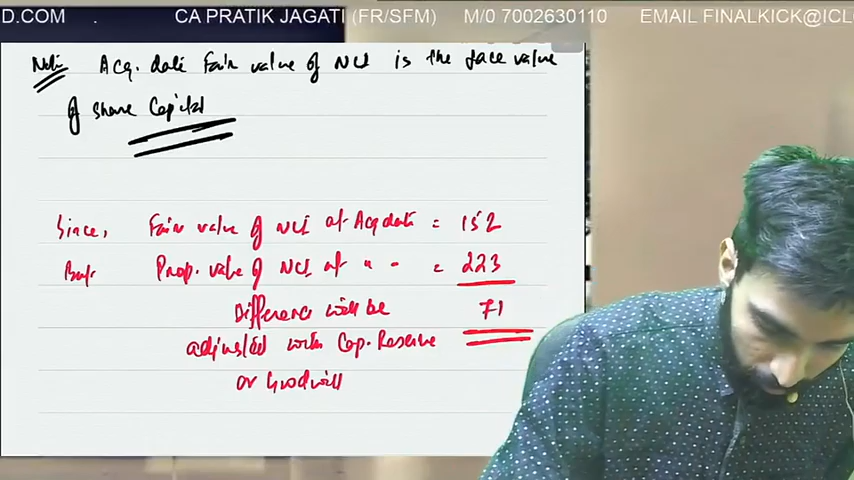 D.COM . CA PRATIK JAGATI (FR/SFM) M/0 7002630110 EMAIL FINALKICK@ICL
Note Acq. date Fair value of NCI is the face value
of share Capital
Since, Fair value of NCI at Acq date = 152
But Prop. value of NCI at " " = 223
Difference will be 71
adjusted with Cap. Reserve
or Goodwill